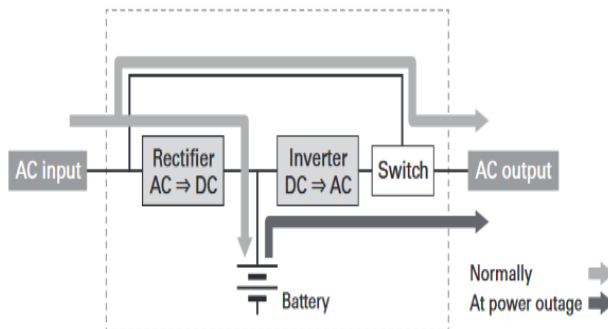 AC input
Rectifier
AC ⇒ DC
Inverter
DC ⇒ AC
Switch
AC output
Battery
Normally
At power outage